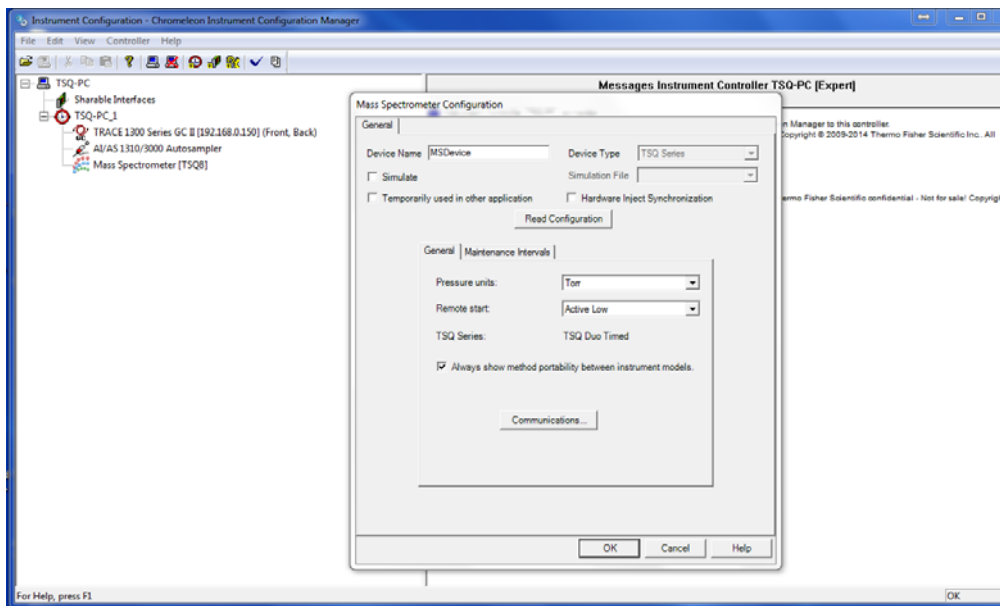 Instrument Configuration - Chromeleon Instrument Configuration Manager
File Edit View Controller Help
TSQ-PC
Sharable Interfaces
TSQ-PC_1
TRACE 1300 Series GC II [192.168.0.150] (Front, Back)
AI/AS 1310/3000 Autosampler
Mass Spectrometer [TSQ8]
Messages Instrument Controller TSQ-PC [Expert]
n Manager to this controller.
Copyright © 2009-2014 Thermo Fisher Scientific Inc.. All
ermo Fisher Scientific confidential - Not for sale! Copyrigh
Mass Spectrometer Configuration
General
Device Name MSDevice Device Type TSQ Series
Simulate Simulation File
Temporarily used in other application Hardware Inject Synchronization
Read Configuration
General Maintenance Intervals
Pressure units: Torr
Remote start: Active Low
TSQ Series: TSQ Duo Timed
Always show method portability between instrument models.
Communications...
OK Cancel Help
For Help, press F1 OK